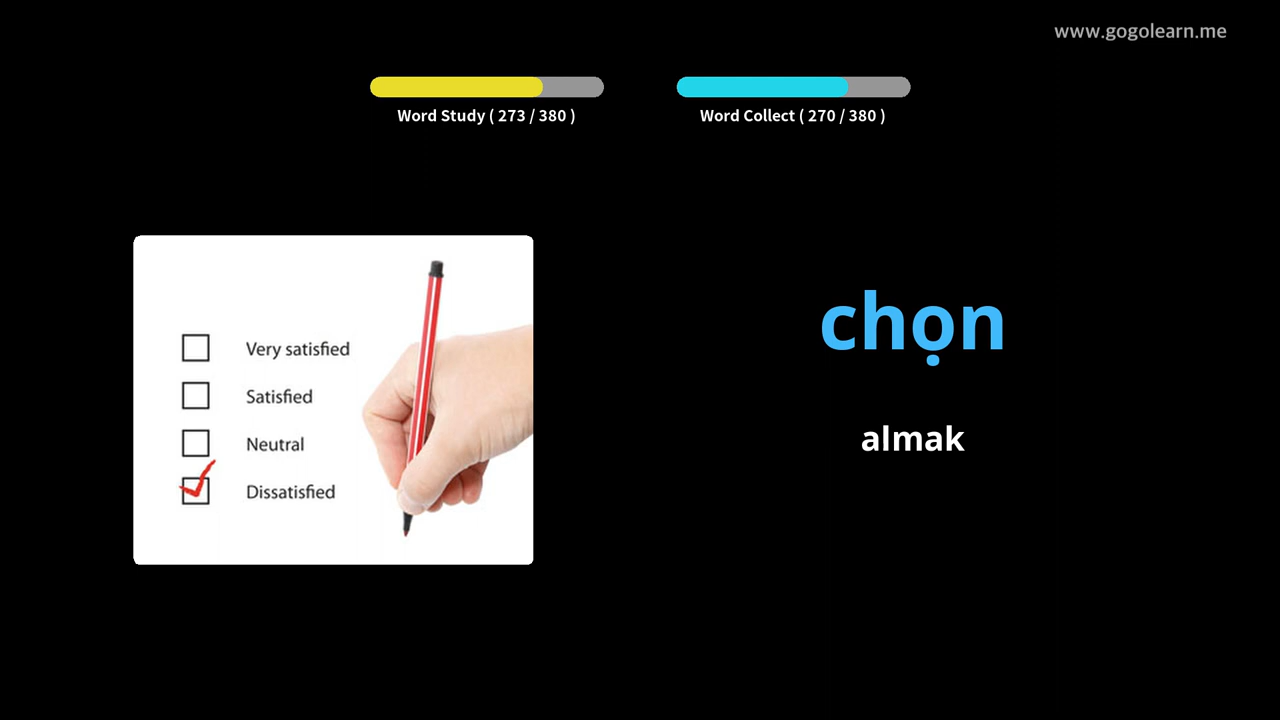 www.gogolearn.me
Word Study ( 273 / 380 )
Word Collect ( 270 / 380 )
Very satisfied
Satisfied
Neutral
Dissatisfied
chọn
almak